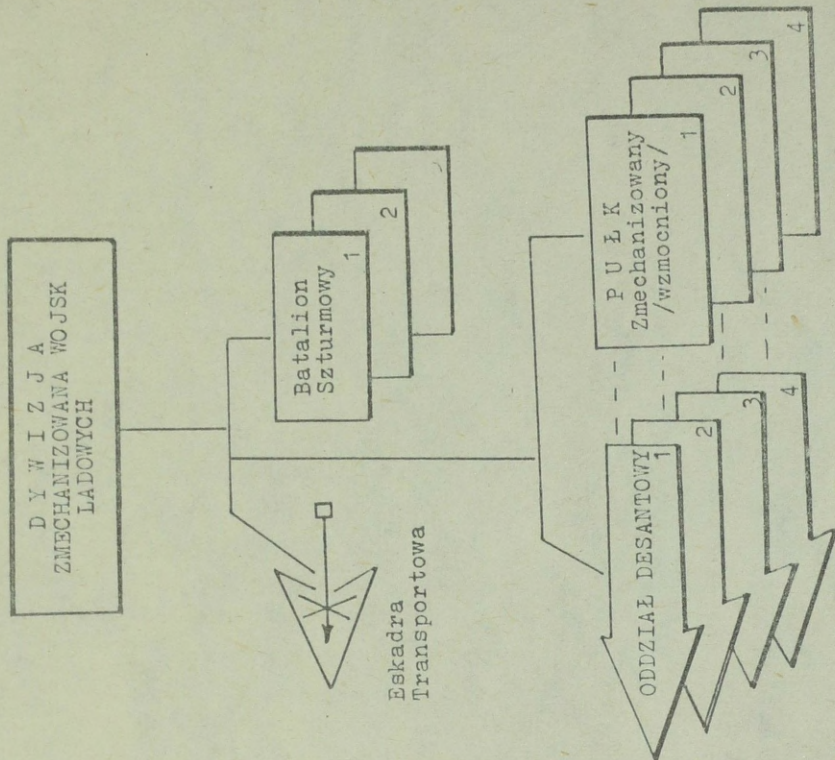 D Y W I Z J A
ZMECHANIZOWANA WOJSK
LADOWYCH
Eskadra
Transportowa
Batalion
Szturmowy
1
2
ODDZIAŁ DESANTOWY
1
2
3
4
P U Ł K
Zmechanizowany
/wzmocniony/
1
2
3
4